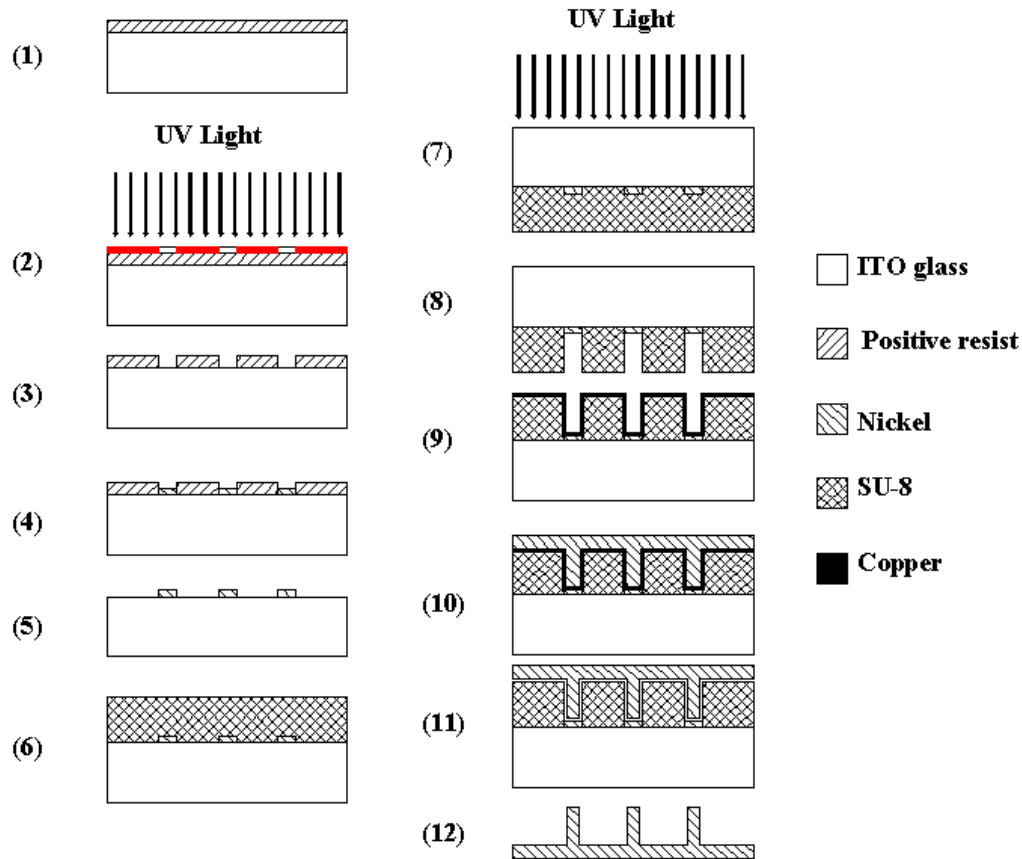 (1)
UV Light
(2)
(3)
(4)
(5)
(6)
UV Light
(7)
(8)
(9)
(10)
(11)
(12)
ITO glass
Positive resist
Nickel
SU-8
Copper